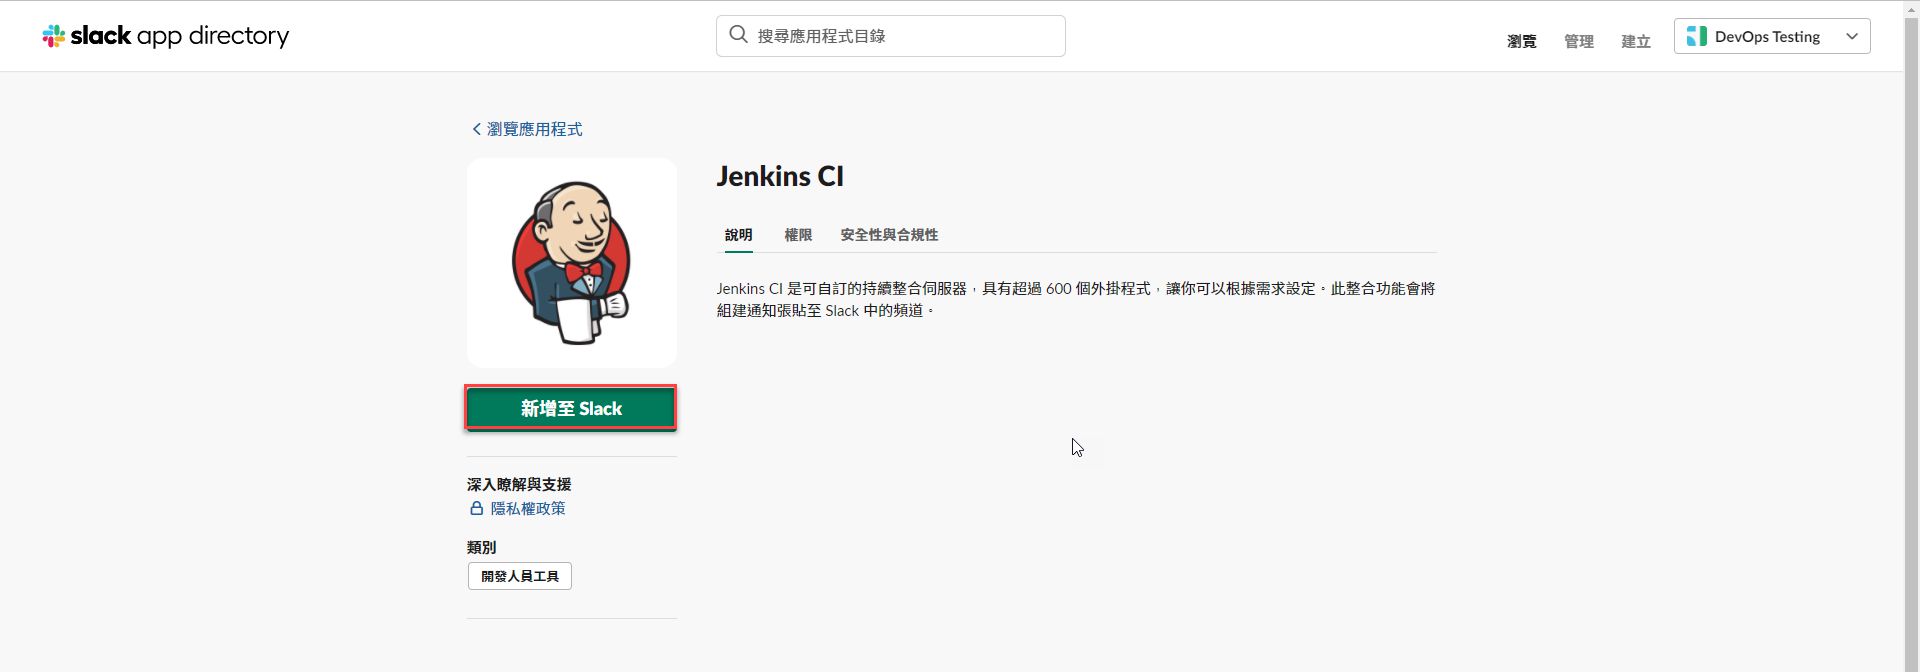 slack app directory
搜尋應用程式目錄
瀏覽
管理
建立
DevOps Testing
瀏覽應用程式
Jenkins CI
說明
權限
安全性與合規性
Jenkins CI 是可自訂的持續整合伺服器，具有超過 600 個外掛程式，讓你可以根據需求設定。此整合功能會將
組建通知張貼至 Slack 中的頻道。
新增至 Slack
深入瞭解與支援
隱私權政策
類別
開發人員工具